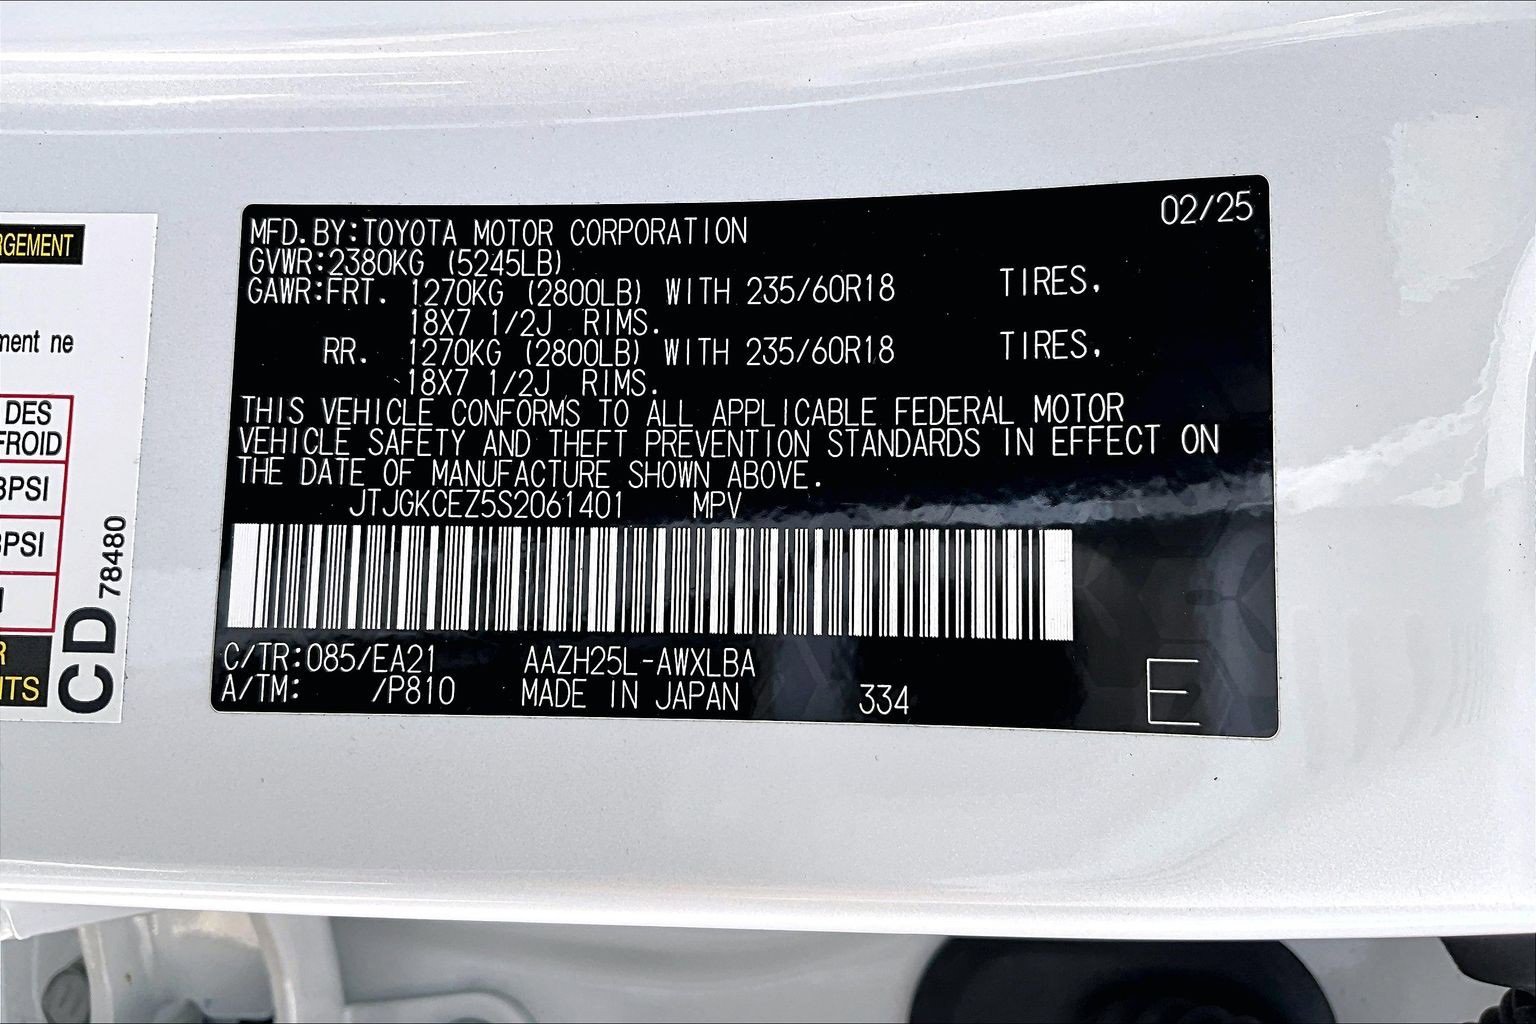 RGEMENT
ment ne
DES
FROID
BPSI
BPSI
R
NTS
CD 78480
02/25
MFD.BY:TOYOTA MOTOR CORPORATION
GVWR:2380KG (5245LB)
GAWR:FRT. 1270KG (2800LB) WITH 235/60R18 TIRES,
18X7 1/2J RIMS.
RR. 1270KG (2800LB) WITH 235/60R18 TIRES,
18X7 1/2J RIMS.
THIS VEHICLE CONFORMS TO ALL APPLICABLE FEDERAL MOTOR
VEHICLE SAFETY AND THEFT PREVENTION STANDARDS IN EFFECT ON
THE DATE OF MANUFACTURE SHOWN ABOVE.
JTJGKCEZ5S2061401 MPV
C/TR:085/EA21 AAZH25L-AWXLBA
A/TM: /P810 MADE IN JAPAN 334 E